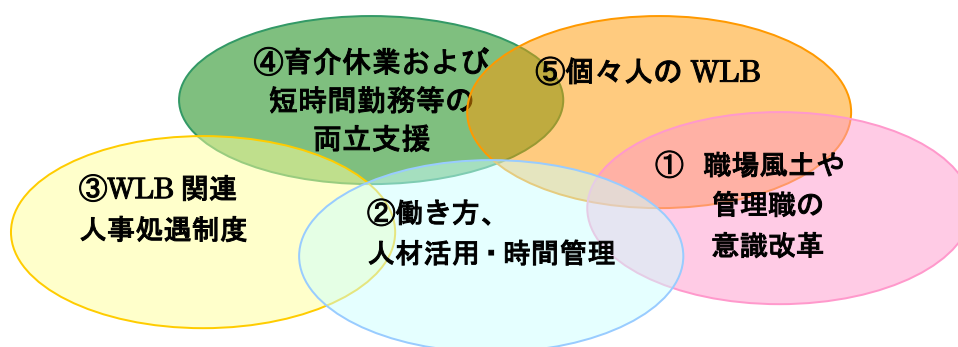 ④育介休業および
短時間勤務等の
両立支援
⑤個々人の WLB
① 職場風土や
管理職の
意識改革
③WLB 関連
人事処遇制度
②働き方、
人材活用・時間管理